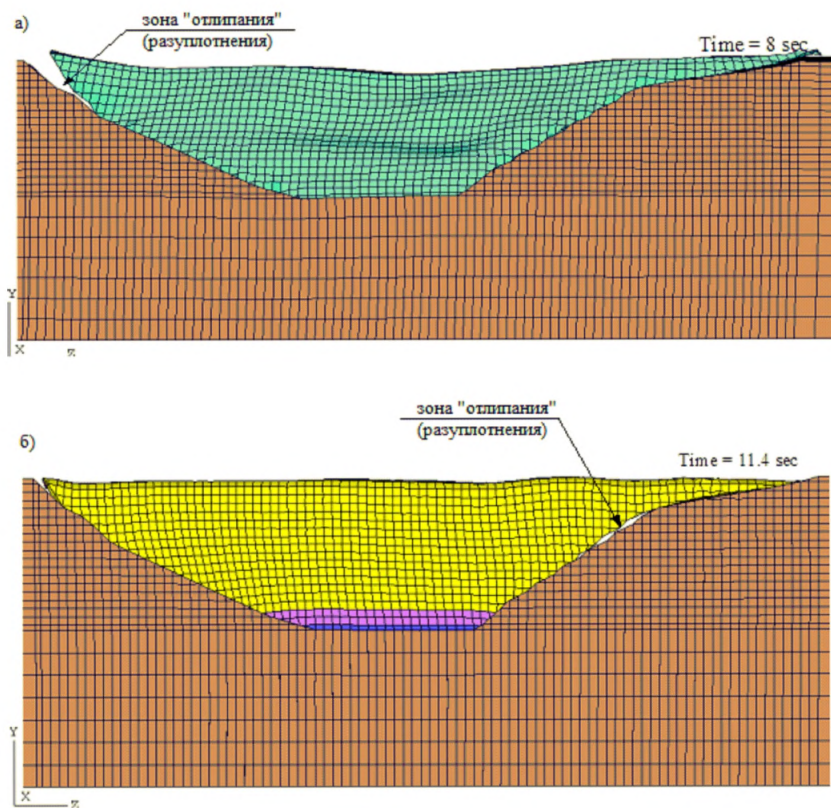 а)
зона "отлипания"
(разуплотнения)
Time = 8 sec
Y
X
Z
зона "отлипания"
(разуплотнения)
б)
Time = 11.4 sec
Y
X
Z